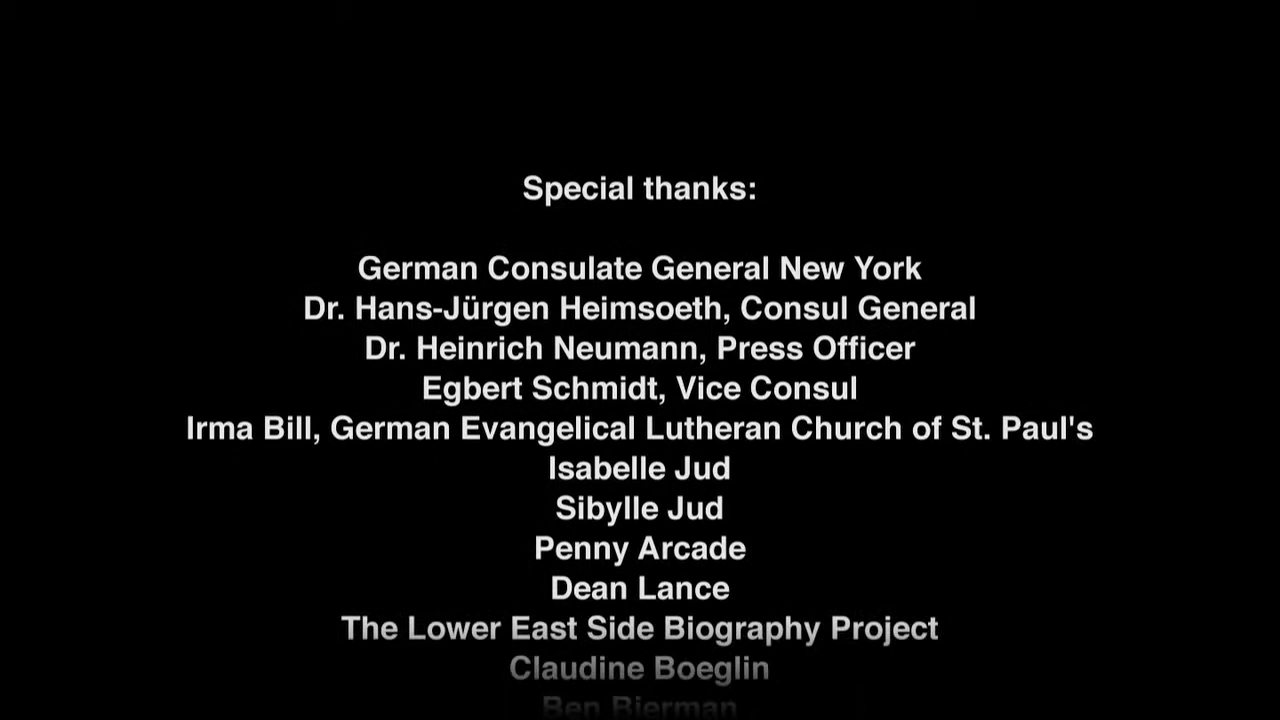 Special thanks:
German Consulate General New York
Dr. Hans-Jürgen Heimsoeth, Consul General
Dr. Heinrich Neumann, Press Officer
Egbert Schmidt, Vice Consul
Irma Bill, German Evangelical Lutheran Church of St. Paul's
Isabelle Jud
Sibylle Jud
Penny Arcade
Dean Lance
The Lower East Side Biography Project
Claudine Boeglin
Ben Bierman